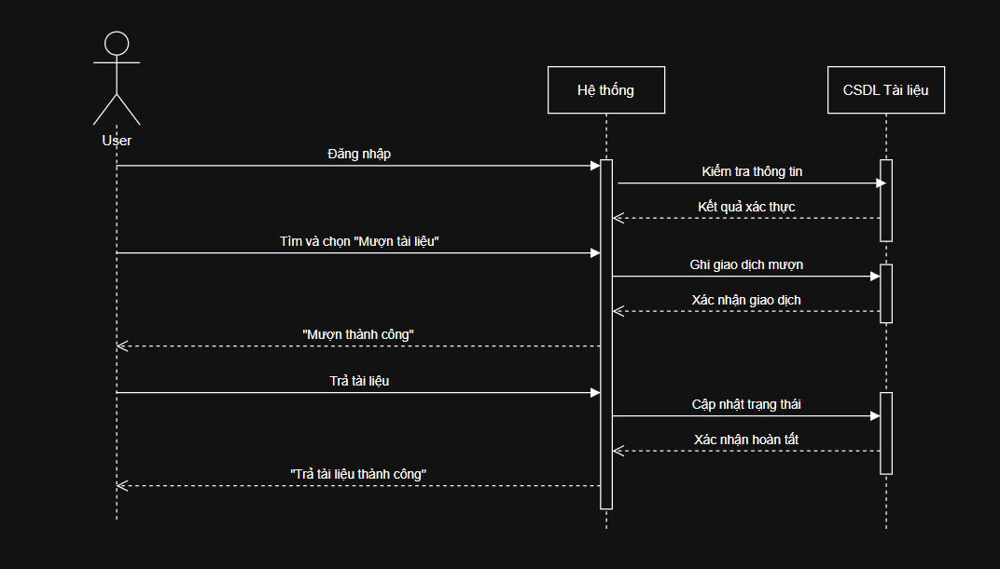 Hệ thống
CSDL Tài liệu
User
Đăng nhập
Kiểm tra thông tin
Kết quả xác thực
Tìm và chọn "Mượn tài liệu"
Ghi giao dịch mượn
Xác nhận giao dịch
"Mượn thành công"
Trả tài liệu
Cập nhật trạng thái
Xác nhận hoàn tất
"Trả tài liệu thành công"